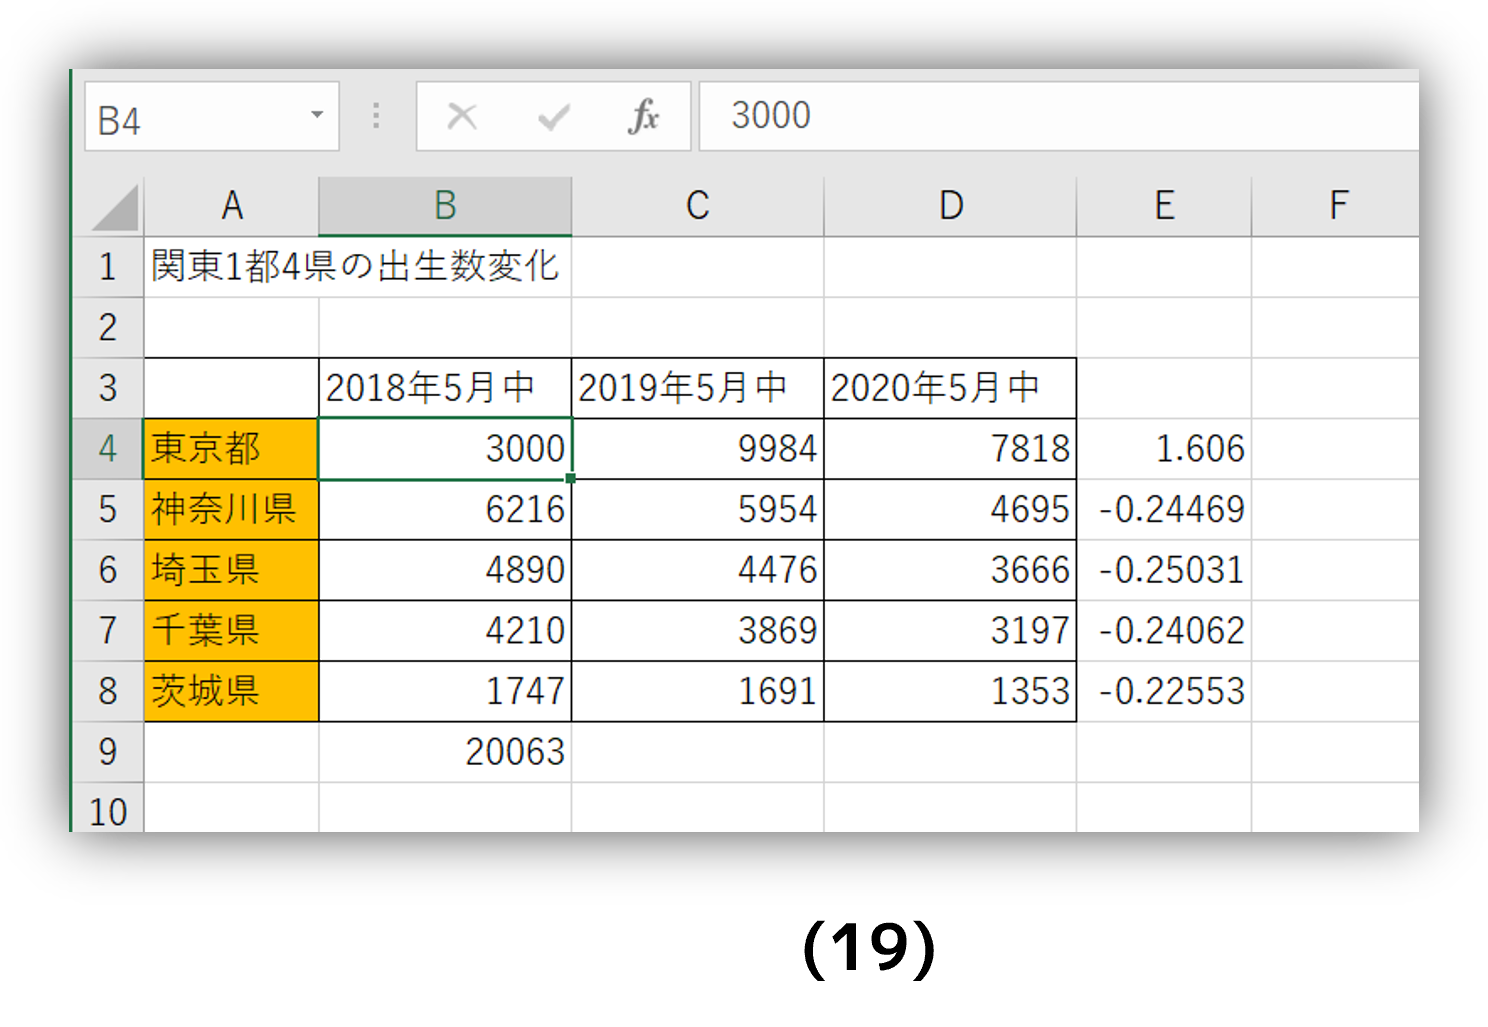 B4 fx 3000
A B C D E F
1 関東1都4県の出生数変化
2
3 2018年5月中 2019年5月中 2020年5月中
4 東京都 3000 9984 7818 1.606
5 神奈川県 6216 5954 4695 -0.24469
6 埼玉県 4890 4476 3666 -0.25031
7 千葉県 4210 3869 3197 -0.24062
8 茨城県 1747 1691 1353 -0.22553
9 20063
10
(19)